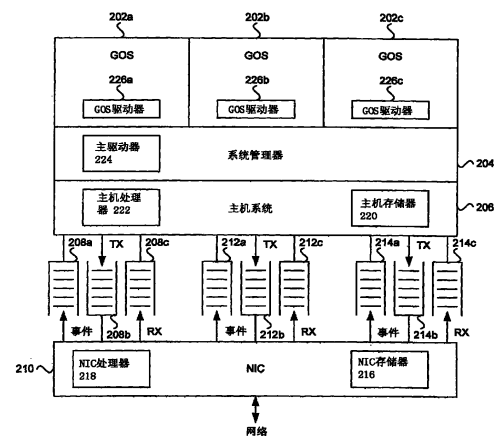 202a 202b 202c
GOS GOS GOS
226a 226b 226c
GOS驱动器 GOS驱动器 GOS驱动器
主驱动器
224
系统管理器
204
主机处理
器 222
主机系统
主机存储器
220
206
208a TX 208c 212a TX 212c 214a TX 214c
事件 208b RX 事件 212b RX 事件 214b RX
210
NIC处理器
218
NIC
NIC存储器
216
网络